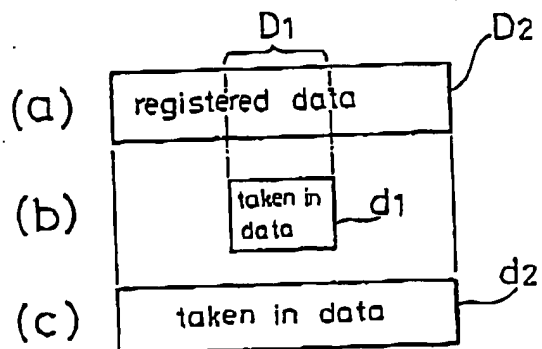 D1
D2
(a) registered data
(b) taken in data d1
d2
(c) taken in data